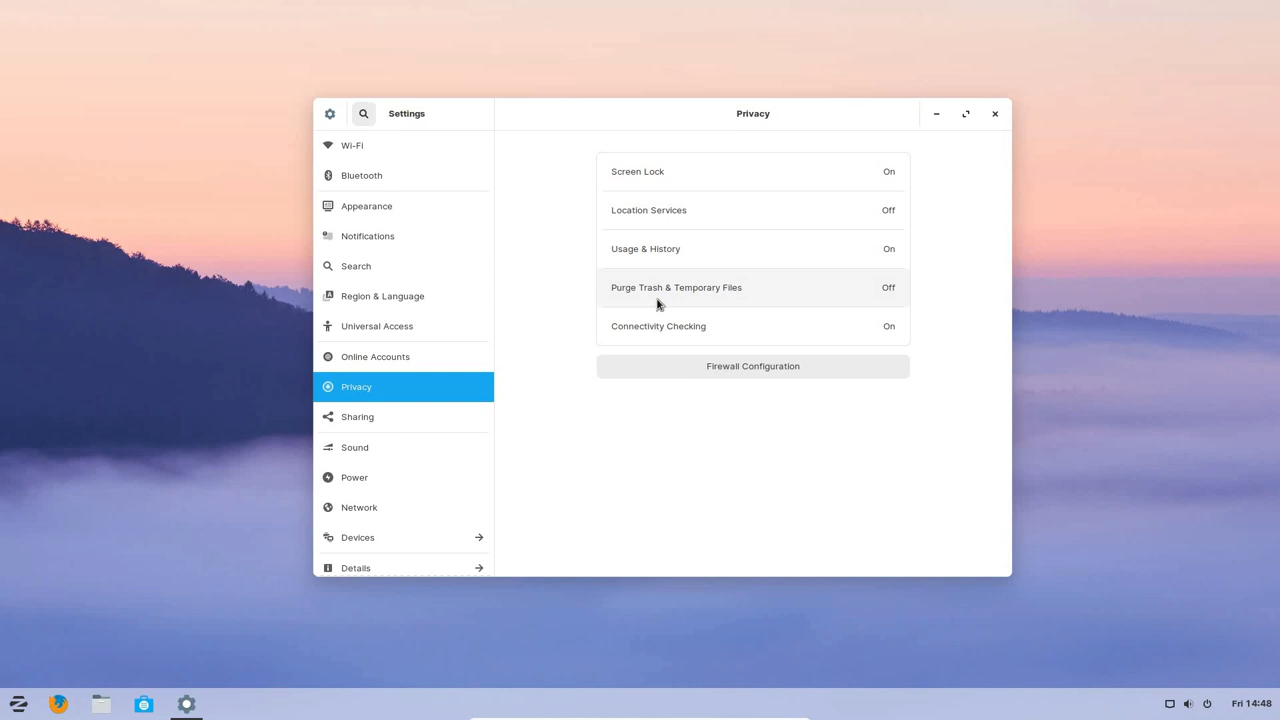 Settings
Privacy
Wi-Fi
Bluetooth
Appearance
Notifications
Search
Region & Language
Universal Access
Online Accounts
Privacy
Sharing
Sound
Power
Network
Devices
Details
Screen Lock On
Location Services Off
Usage & History On
Purge Trash & Temporary Files Off
Connectivity Checking On
Firewall Configuration
Fri 14:48